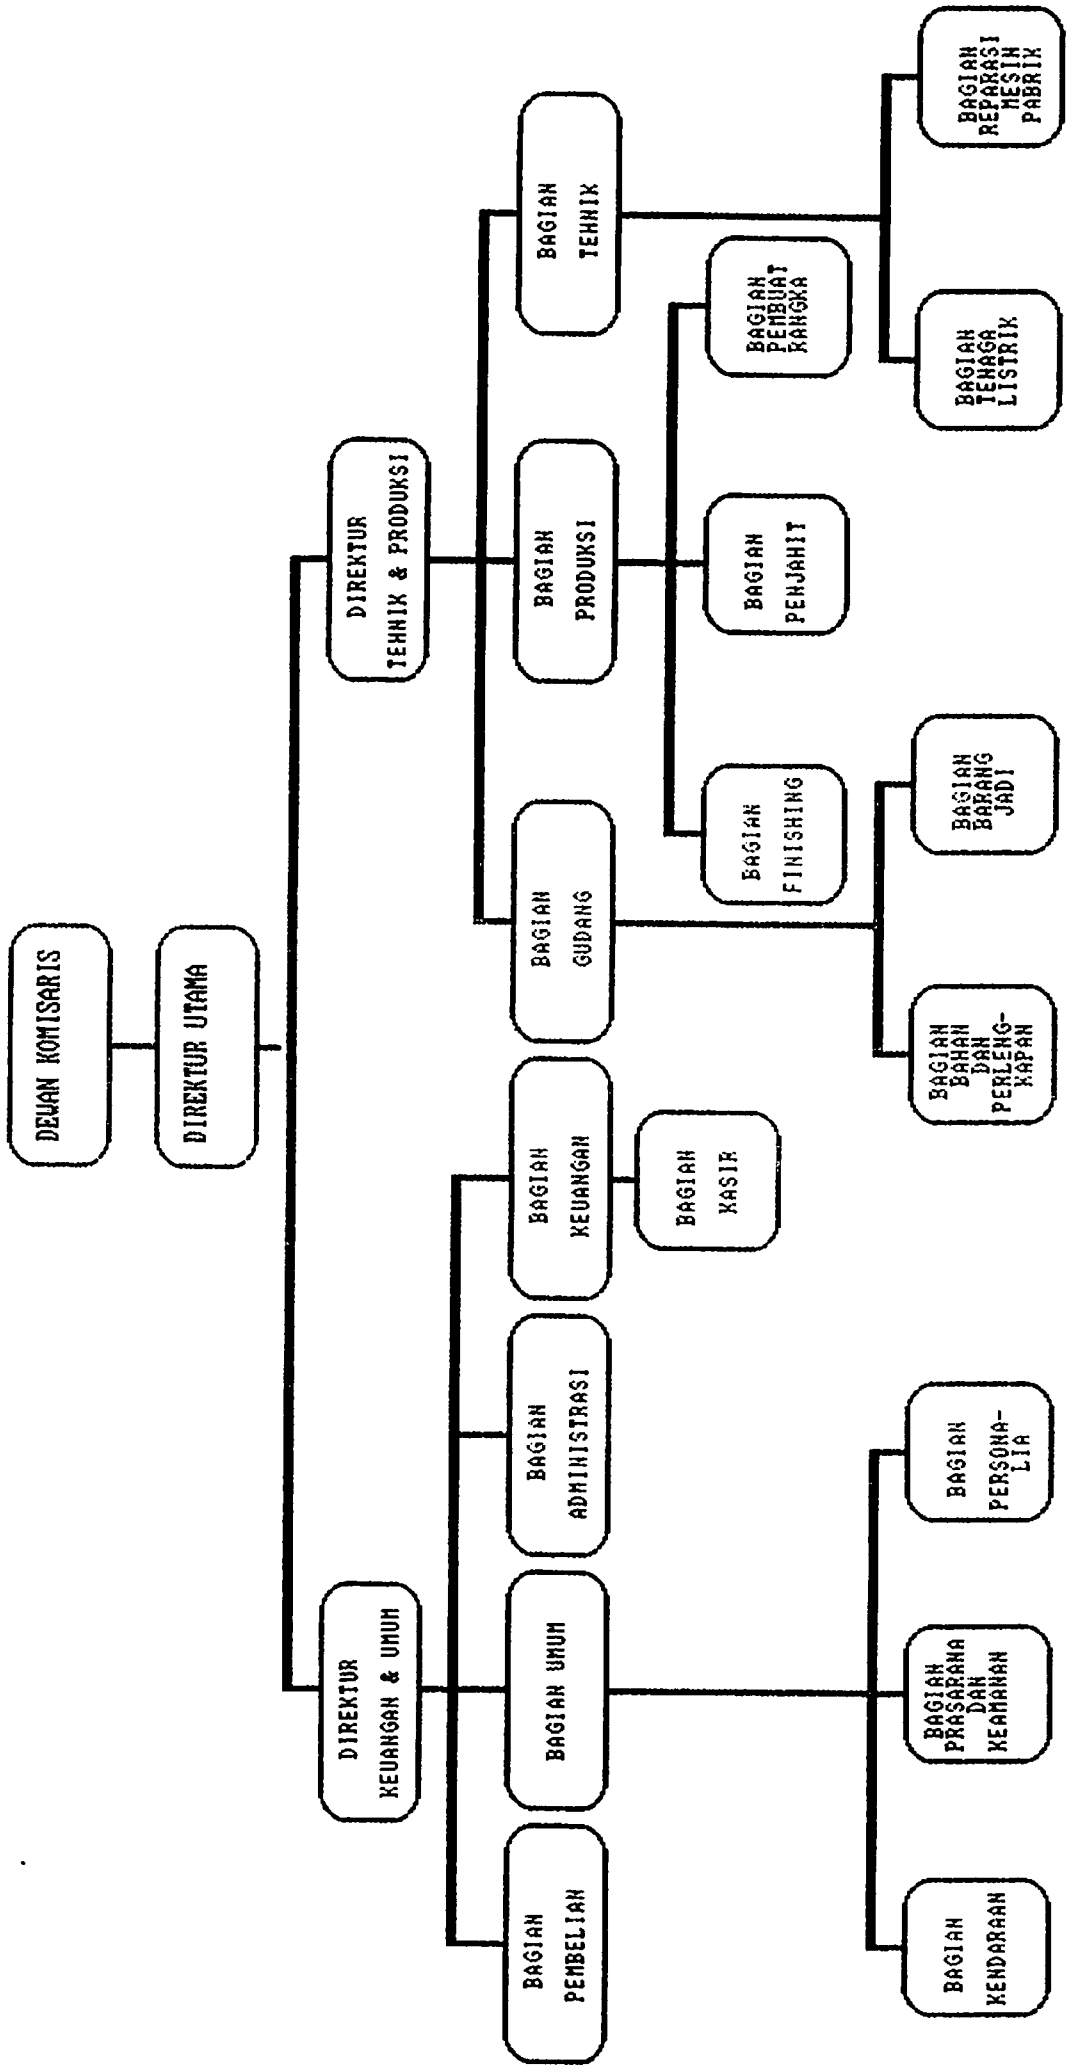 DEWAN KOMISARIS
DIREKTUR UTAMA
DIREKTUR
KEUANGAN & UMUM
DIREKTUR
TEHNIK & PRODUKSI
BAGIAN
PEMBELIAN
BAGIAN UMUM
BAGIAN
ADMINISTRASI
BAGIAN
KEUANGAN
BAGIAN
GUDANG
BAGIAN
PRODUKSI
BAGIAN
TEHNIK
BAGIAN
KASIR
BAGIAN
FINISHING
BAGIAN
PENJAHIT
BAGIAN
PEMBUAT
RANGKA
BAGIAN
KENDARAAN
BAGIAN
PRASARANA
DAN
KEAMANAN
BAGIAN
PERSONA-
LIA
BAGIAN
BAHAN
DAN
PERLENG-
KAPAN
BAGIAN
BARANG
JADI
BAGIAN
TENAGA
LISTRIK
BAGIAN
REPARASI
MESIN
PABRIK